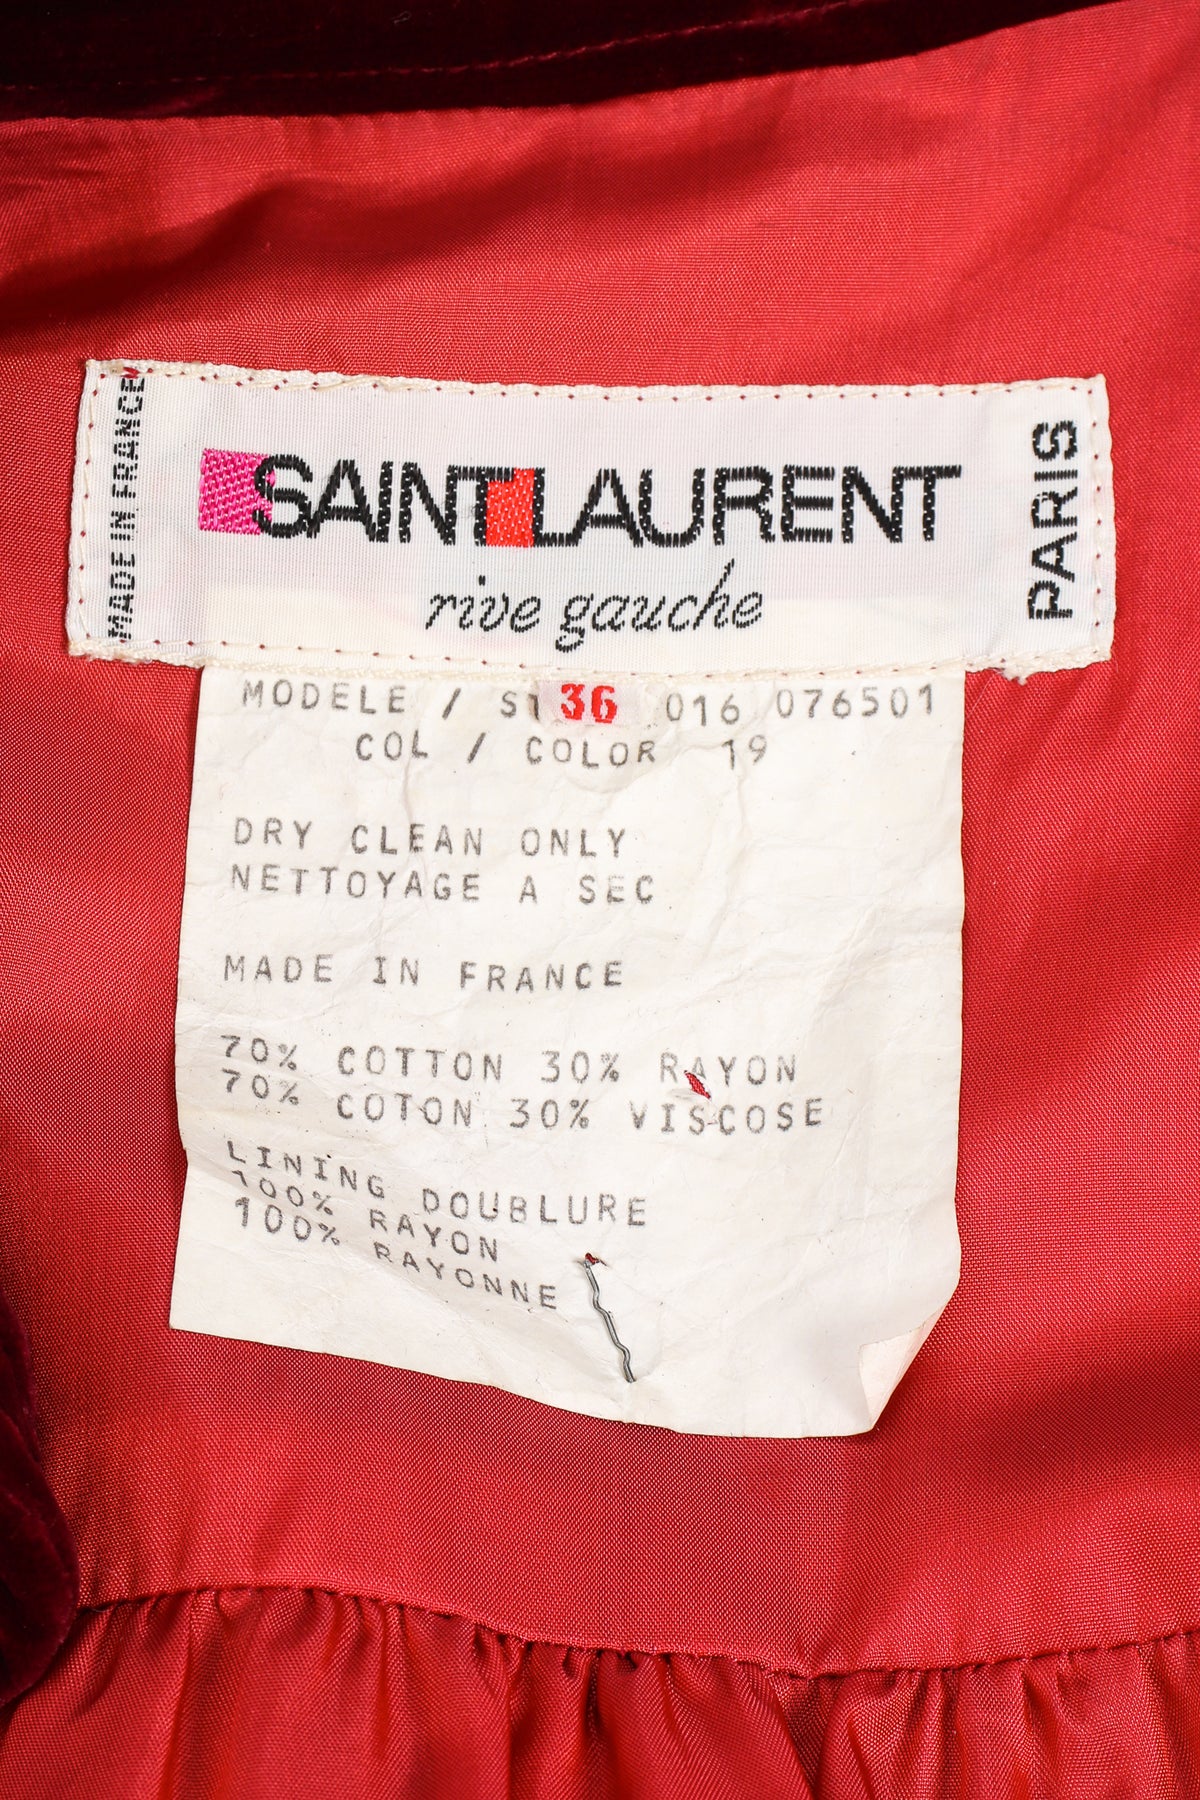 MADE IN FRANCE
SAINT LAURENT
rive gauche
PARIS
36
MODELE / 016 076501
COL / COLOR 19
DRY CLEAN ONLY
NETTOYAGE A SEC
MADE IN FRANCE
70% COTTON 30% RAYON
70% COTON 30% VISCOSE
LINING DOUBLURE
100% RAYON
100% RAYONNE